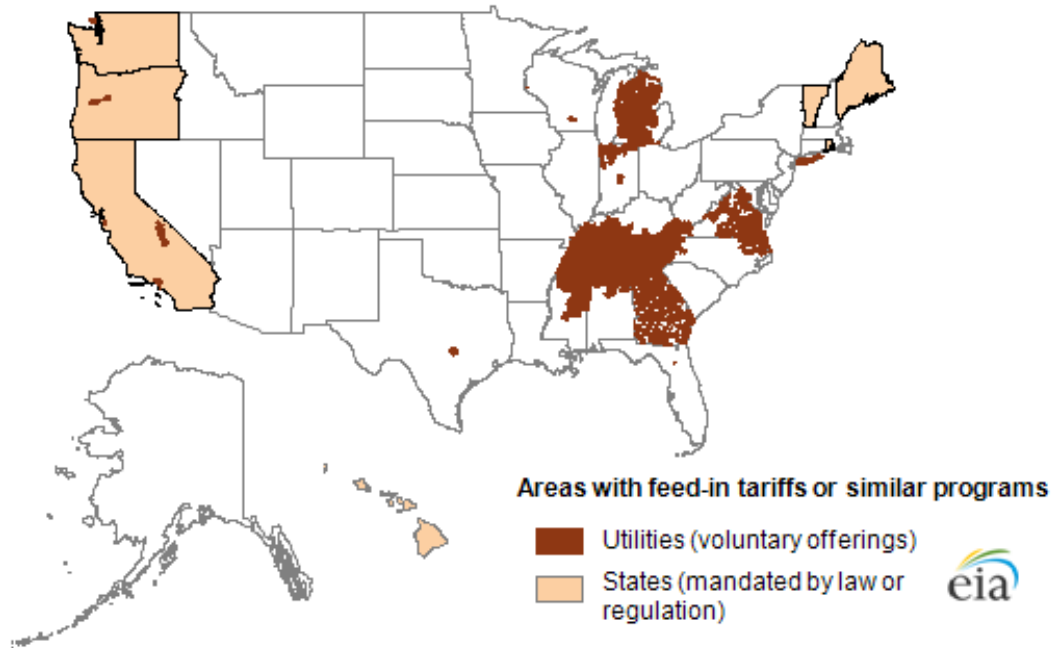 Areas with feed-in tariffs or similar programs
Utilities (voluntary offerings)
States (mandated by law or
regulation)
eia